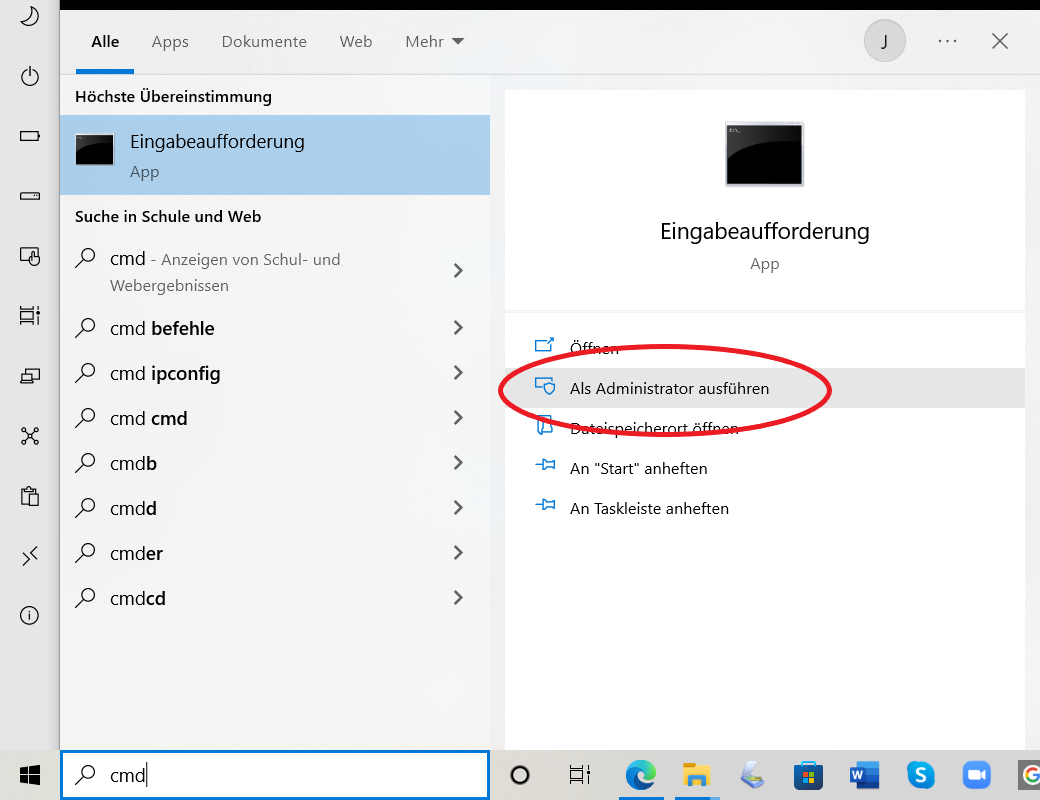 Alle Apps Dokumente Web Mehr J
Höchste Übereinstimmung
Eingabeaufforderung
App
Suche in Schule und Web
cmd - Anzeigen von Schul- und
Webergebnissen
cmd befehle
cmd ipconfig
cmd cmd
cmdb
cmdd
cmder
cmdcd
Eingabeaufforderung
App
Öffnen
Als Administrator ausführen
Dateispeicherort öffnen
An "Start" anheften
An Taskleiste anheften
cmd